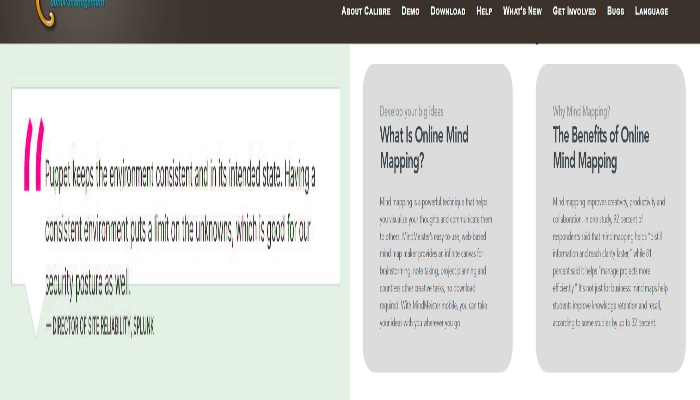 ebook management
About Calibre Demo Download Help What's New Get Involved Bugs Language
Puppet keeps the environment consistent and in its intended state. Having a
consistent environment puts a limit on the unknowns, which is good for our
security posture as well.
— DIRECTOR OF SITE RELIABILITY, SPLUNK
Develop your big ideas
What Is Online Mind
Mapping?
Mind mapping is a powerful technique that helps
you visualize your thoughts and communicate them
to others. MindMeister's easy-to-use, web-based
mind map maker provides an infinite canvas for
brainstorming, note taking, project planning and
countless other creative tasks, no download
required. With MindMeister mobile, you can take
your ideas with you wherever you go.
Why Mind Mapping?
The Benefits of Online
Mind Mapping
Mind mapping improves creativity, productivity and
collaboration. In one study, 92 percent of
respondents said that mind mapping helps "distill
information and reach clarity faster," while 81
percent said it helps "manage projects more
efficiently." It's not just for business: mind maps help
students improve knowledge retention and recall,
according to some studies by up to 32 percent.